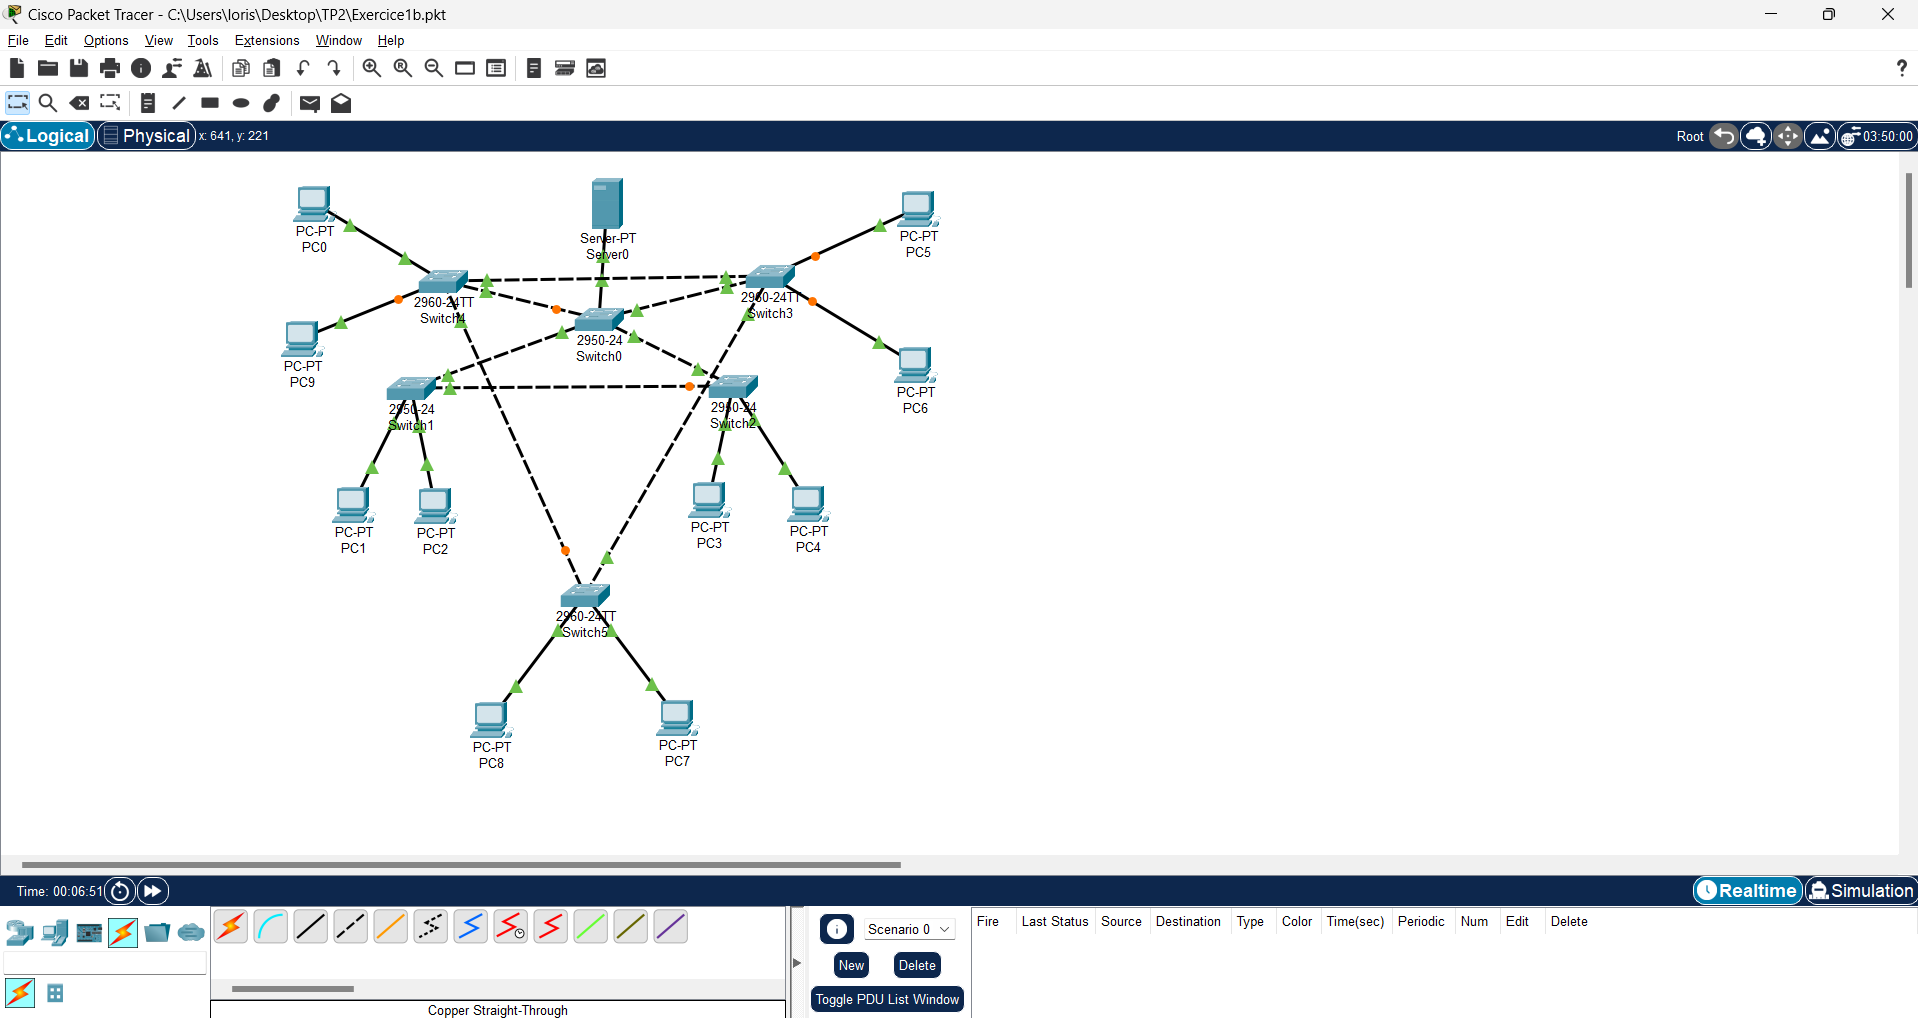 Cisco Packet Tracer - C:\Users\loris\Desktop\TP2\Exercice1b.pkt
File Edit Options View Tools Extensions Window Help
?
Logical Physical x: 641, y: 221 Root 03:50:00
PC-PT
PC0
Server-PT
Server0
PC-PT
PC5
2960-24TT
Switch4
2960-24TT
Switch3
2950-24
Switch0
PC-PT
PC9
PC-PT
PC6
2950-24
Switch1
2950-24
Switch2
PC-PT
PC1
PC-PT
PC2
PC-PT
PC3
PC-PT
PC4
2960-24TT
Switch5
PC-PT
PC8
PC-PT
PC7
Time: 00:06:51 Realtime Simulation
Scenario 0
New Delete
Toggle PDU List Window
Fire Last Status Source Destination Type Color Time(sec) Periodic Num Edit Delete
Copper Straight-Through